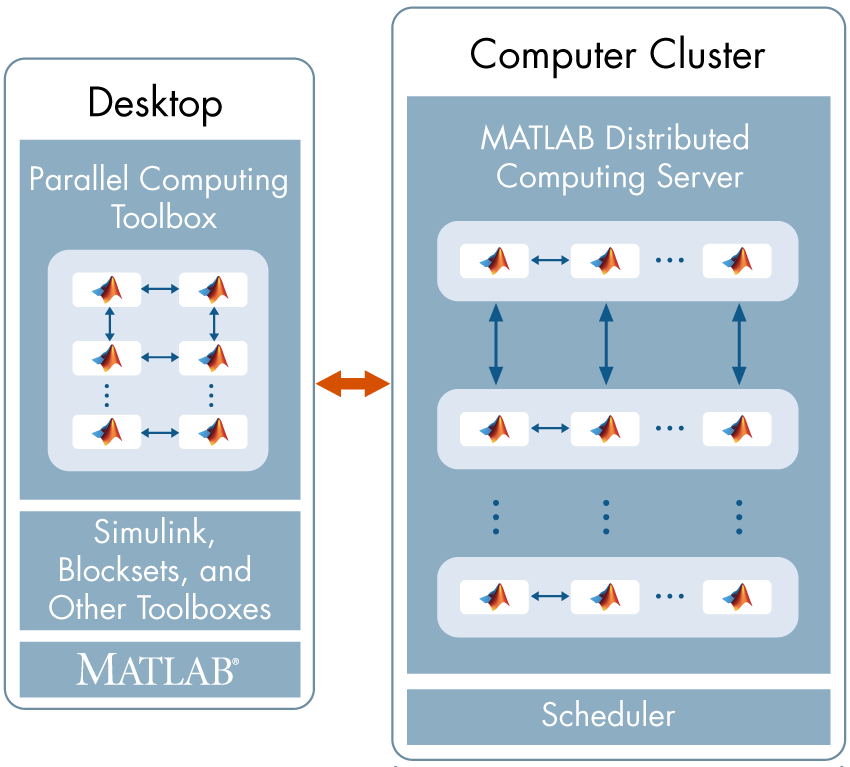 Desktop
Parallel Computing
Toolbox
Simulink,
Blocksets, and
Other Toolboxes
MATLAB®
Computer Cluster
MATLAB Distributed
Computing Server
Scheduler